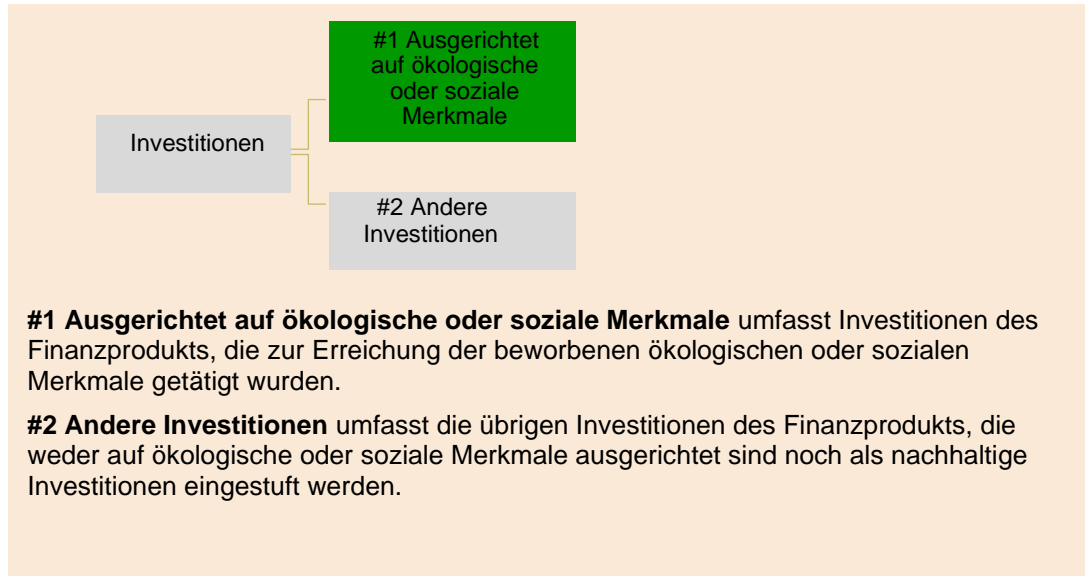 #1 Ausgerichtet
auf ökologische
oder soziale
Merkmale
Investitionen
#2 Andere
Investitionen
#1 Ausgerichtet auf ökologische oder soziale Merkmale umfasst Investitionen des
Finanzprodukts, die zur Erreichung der beworbenen ökologischen oder sozialen
Merkmale getätigt wurden.
#2 Andere Investitionen umfasst die übrigen Investitionen des Finanzprodukts, die
weder auf ökologische oder soziale Merkmale ausgerichtet sind noch als nachhaltige
Investitionen eingestuft werden.